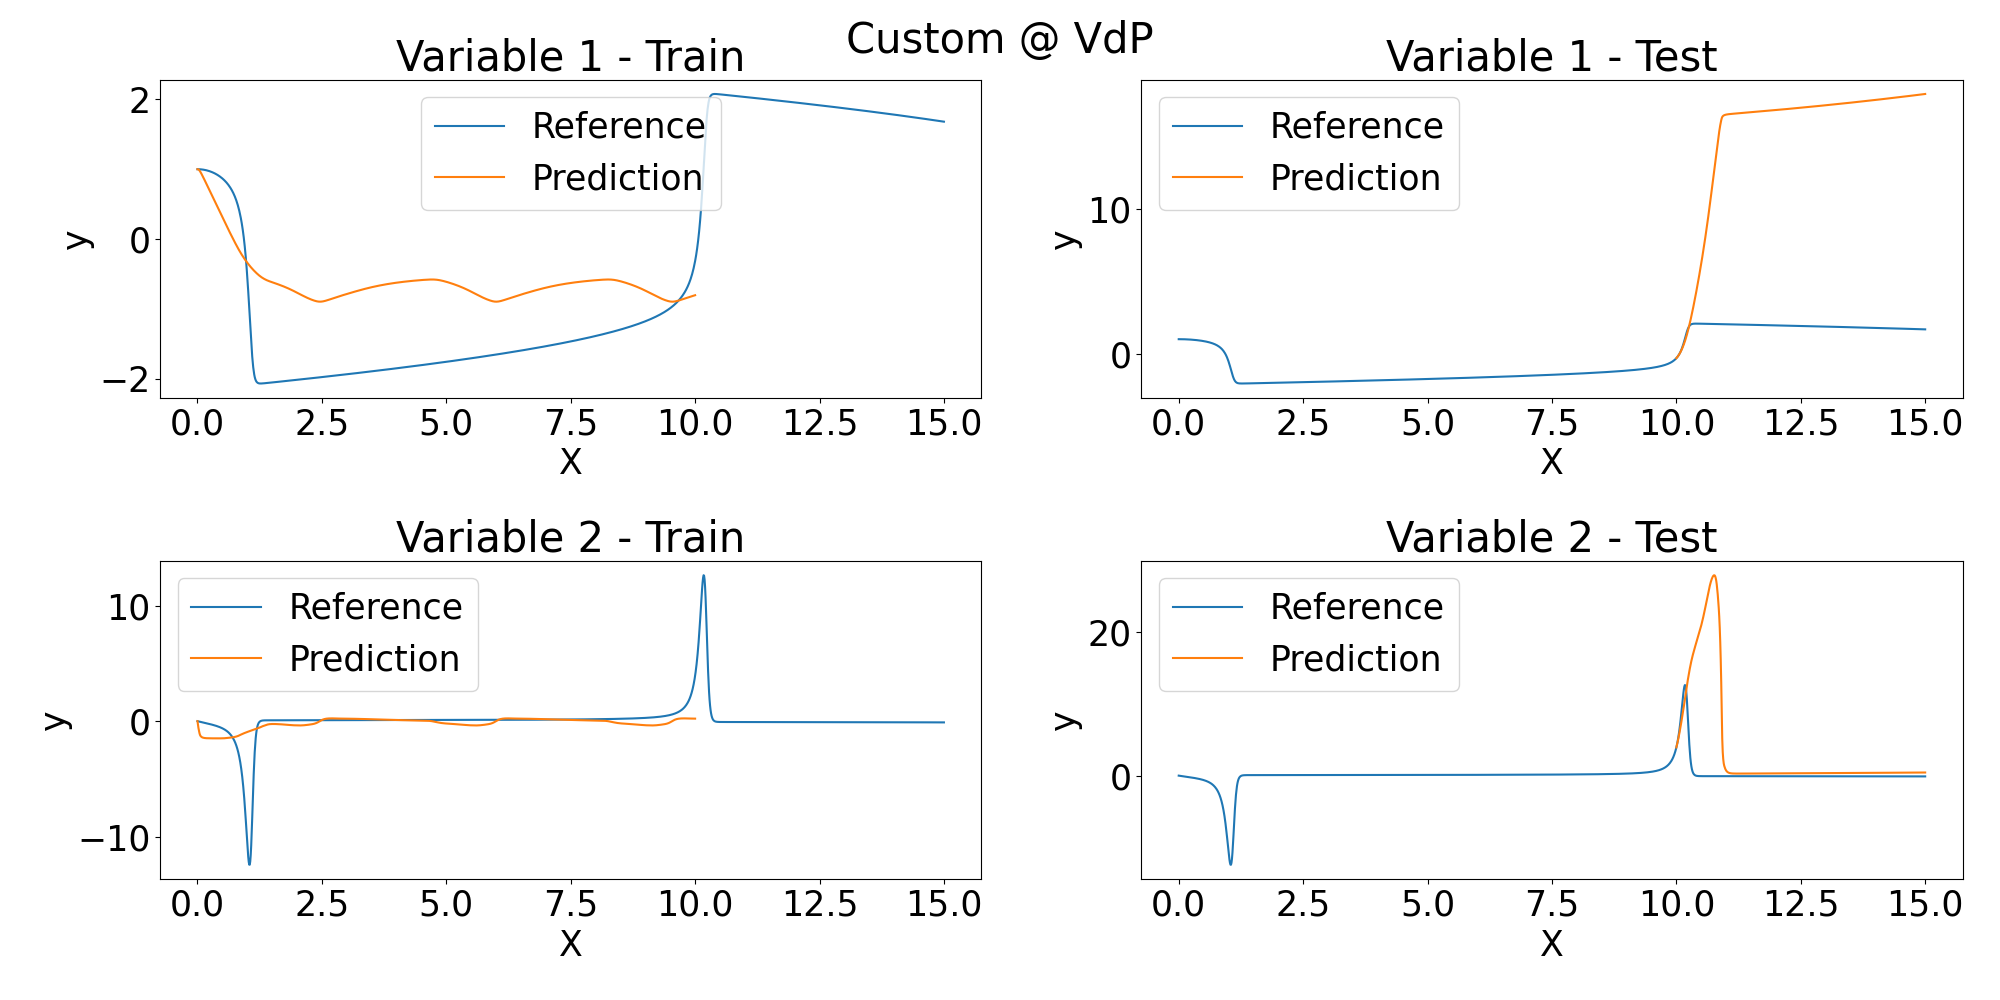 Custom @ VdP
Variable 1 - Train
2
0
−2
y
Reference
Prediction
0.0 2.5 5.0 7.5 10.0 12.5 15.0
X
Variable 1 - Test
10
0
y
Reference
Prediction
0.0 2.5 5.0 7.5 10.0 12.5 15.0
X
Variable 2 - Train
10
0
−10
y
Reference
Prediction
0.0 2.5 5.0 7.5 10.0 12.5 15.0
X
Variable 2 - Test
20
0
y
Reference
Prediction
0.0 2.5 5.0 7.5 10.0 12.5 15.0
X